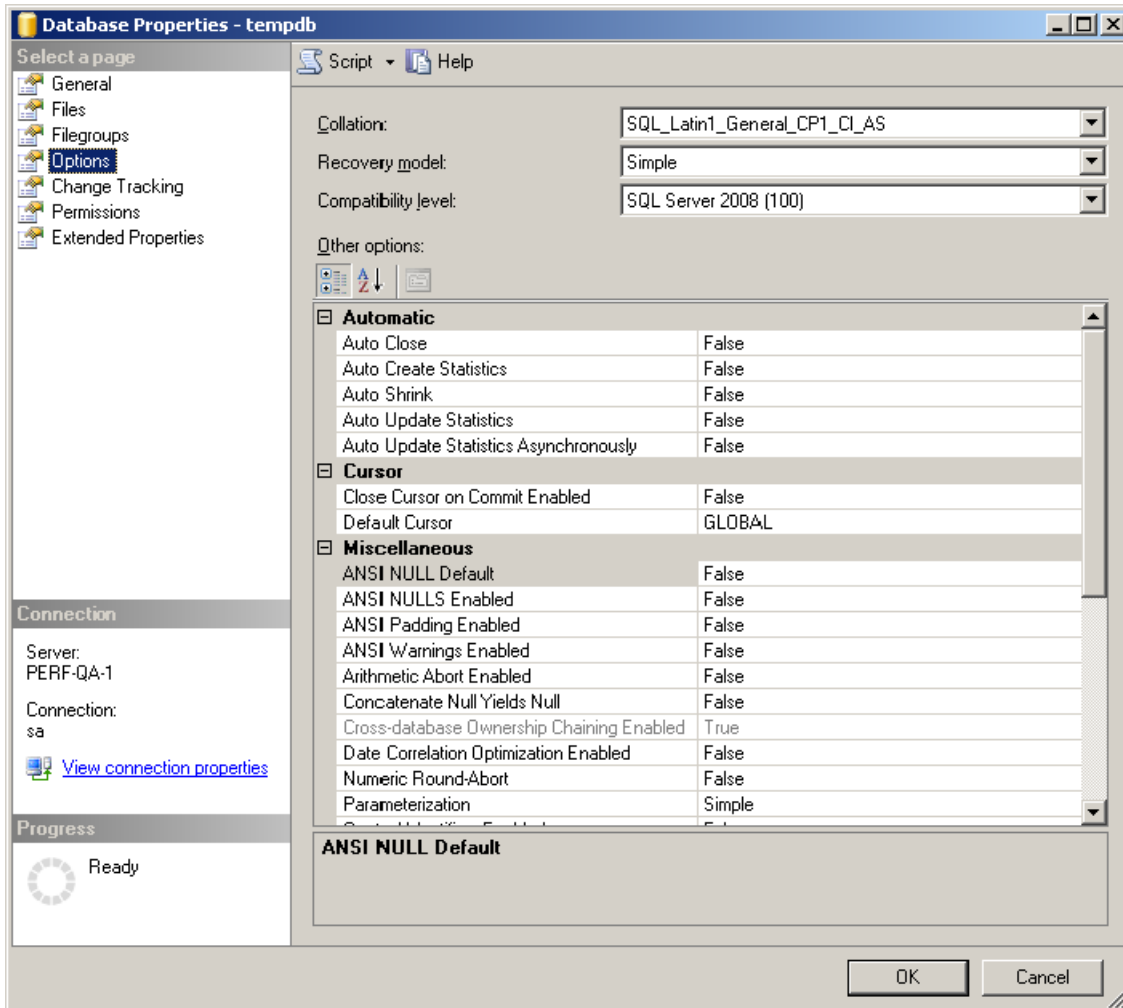 Database Properties - tempdb
Select a page
General
Files
Filegroups
Options
Change Tracking
Permissions
Extended Properties
Connection
Server:
PERF-QA-1
Connection:
sa
View connection properties
Progress
Ready
Script Help
Collation: SQL_Latin1_General_CP1_CI_AS
Recovery model: Simple
Compatibility level: SQL Server 2008 (100)
Other options:
Automatic
Auto Close False
Auto Create Statistics False
Auto Shrink False
Auto Update Statistics False
Auto Update Statistics Asynchronously False
Cursor
Close Cursor on Commit Enabled False
Default Cursor GLOBAL
Miscellaneous
ANSI NULL Default False
ANSI NULLS Enabled False
ANSI Padding Enabled False
ANSI Warnings Enabled False
Arithmetic Abort Enabled False
Concatenate Null Yields Null False
Cross-database Ownership Chaining Enabled True
Date Correlation Optimization Enabled False
Numeric Round-Abort False
Parameterization Simple
ANSI NULL Default
OK Cancel